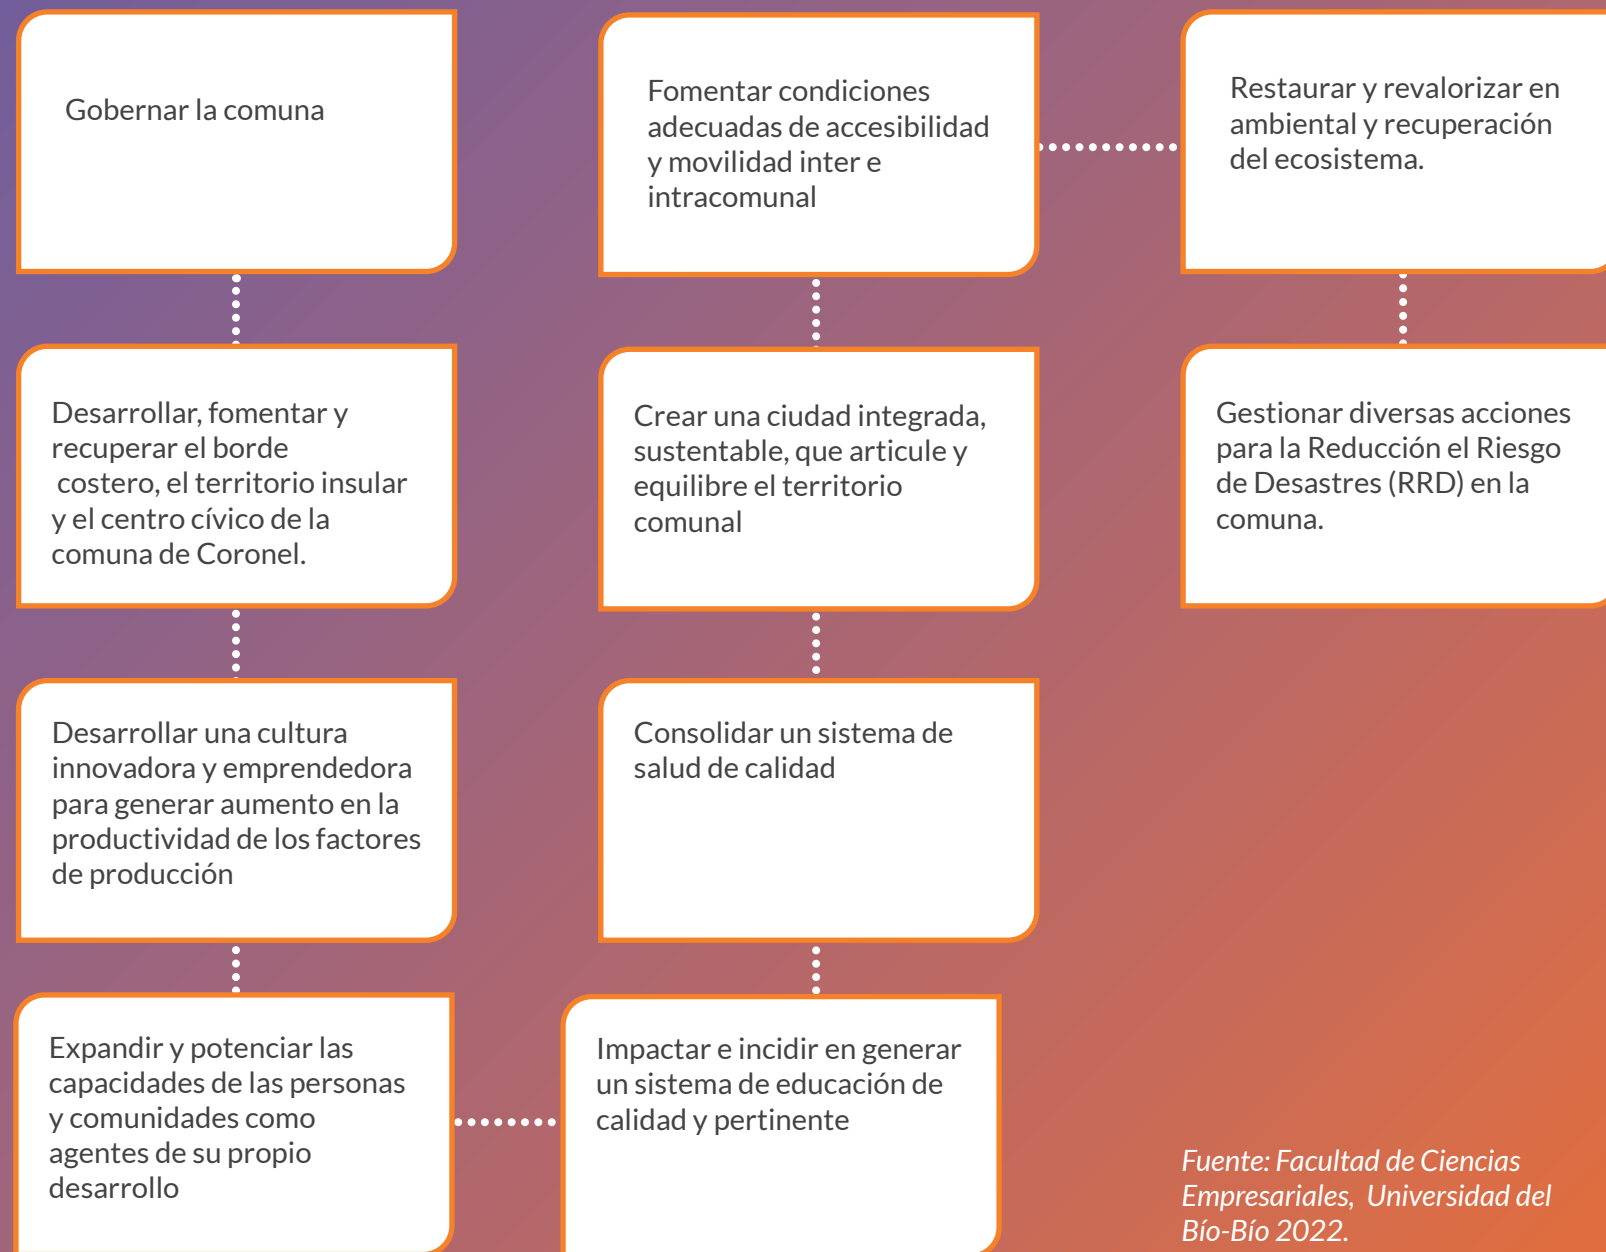 Gobernar la comuna
Desarrollar, fomentar y
recuperar el borde
costero, el territorio insular
y el centro cívico de la
comuna de Coronel.
Desarrollar una cultura
innovadora y emprendedora
para generar aumento en la
productividad de los factores
de producción
Expandir y potenciar las
capacidades de las personas
y comunidades como
agentes de su propio
desarrollo
Impactar e incidir en generar
un sistema de educación de
calidad y pertinente
Consolidar un sistema de
salud de calidad
Crear una ciudad integrada,
sustentable, que articule y
equilibre el territorio
comunal
Fomentar condiciones
adecuadas de accesibilidad
y movilidad inter e
intracomunal
Restaurar y revalorizar en
ambiental y recuperación
del ecosistema.
Gestionar diversas acciones
para la Reducción el Riesgo
de Desastres (RRD) en la
comuna.
Fuente: Facultad de Ciencias
Empresariales, Universidad del
Bío-Bío 2022.